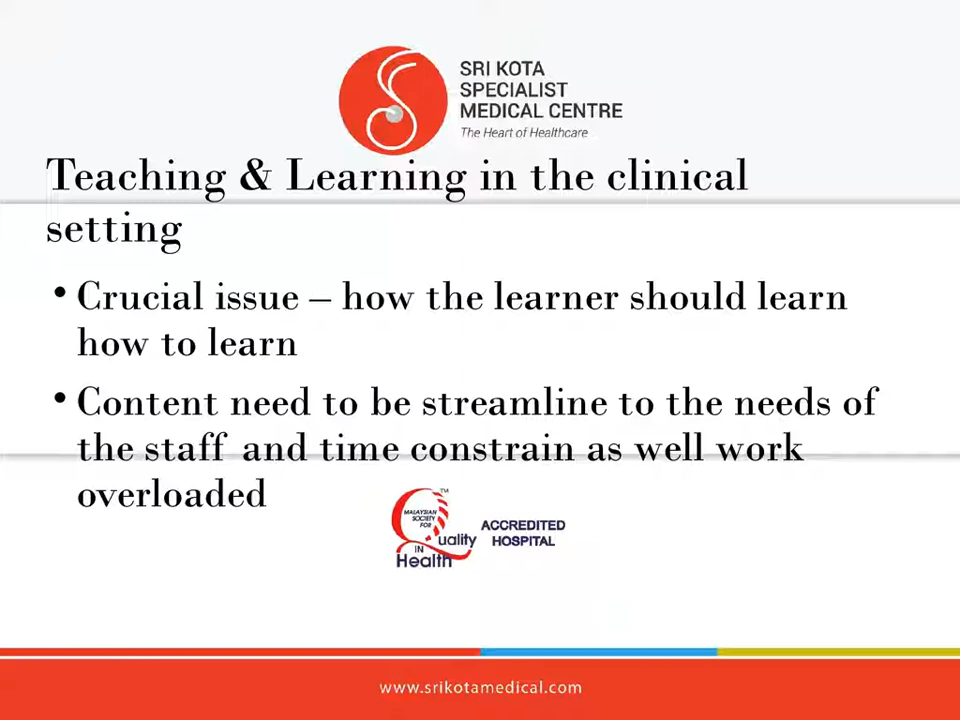 SRI KOTA
SPECIALIST
MEDICAL CENTRE
The Heart of Healthcare
Teaching & Learning in the clinical
setting
• Crucial issue – how the learner should learn
how to learn
• Content need to be streamline to the needs of
the staff and time constrain as well work
overloaded
MALAYSIAN
SOCIETY
FOR
Quality
IN
Health
TM
ACCREDITED
HOSPITAL
www.srikotamedical.com